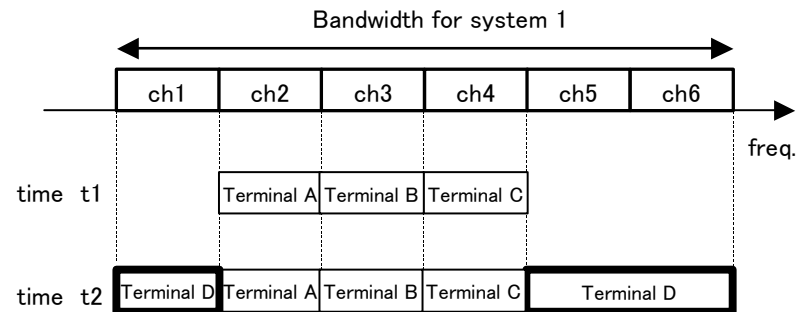 Bandwidth for system 1
ch1 ch2 ch3 ch4 ch5 ch6
freq.
time t1 Terminal A Terminal B Terminal C
time t2 Terminal D Terminal A Terminal B Terminal C Terminal D